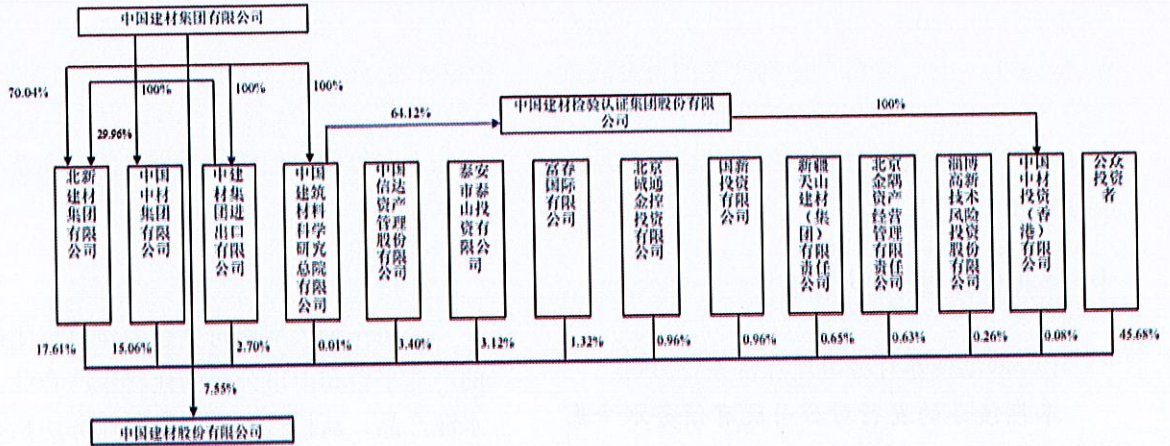 中国建材集团有限公司
70.04%
100%
100%
100%
29.96%
64.12%
中国建材检验认证集团股份有限
公司
100%
北新建材集团有限公司
中国中材集团有限公司
中建材集团进出口有限公司
中国建筑材料科学研究总院有限公司
中国信达资产管理股份有限公司
泰安市泰山投资有限公司
富春国际有限公司
北京诚通金控投资有限公司
国新投资有限公司
新疆天山建材（集团）有限责任公司
北京金隅资产经营管理有限责任公司
淄博高新技术风险投资股份有限公司
中国中材投资（香港）有限公司
公众投资者
17.61%
15.06%
2.70%
0.01%
3.40%
3.12%
1.32%
0.96%
0.96%
0.65%
0.63%
0.26%
0.08%
45.68%
7.55%
中国建材股份有限公司